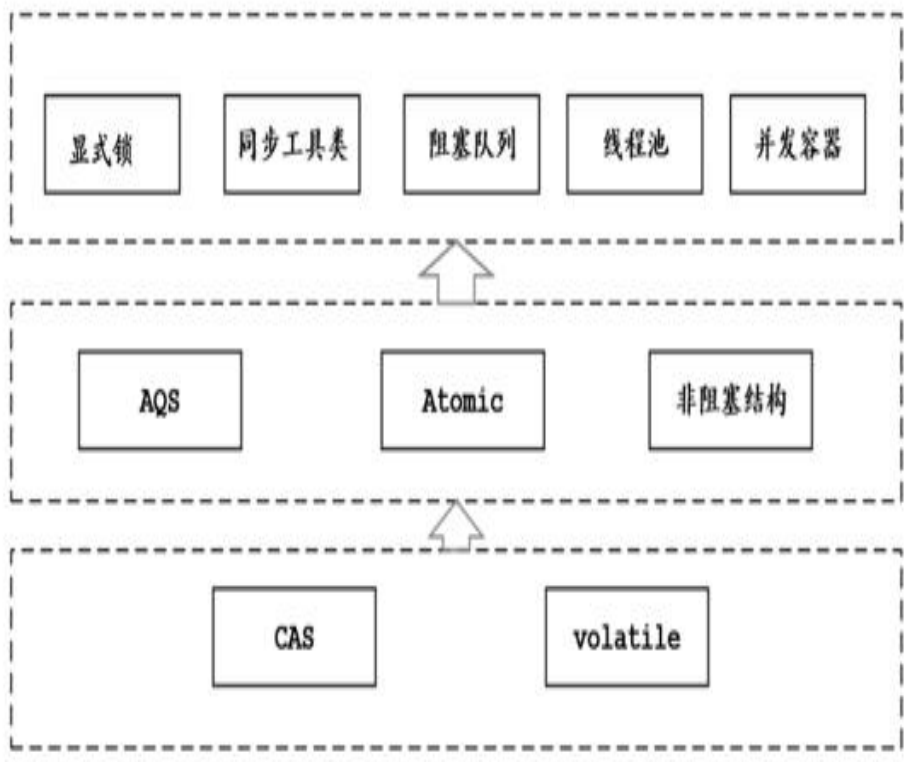 显式锁
同步工具类
阻塞队列
线程池
并发容器
AQS
Atomic
非阻塞结构
CAS
volatile